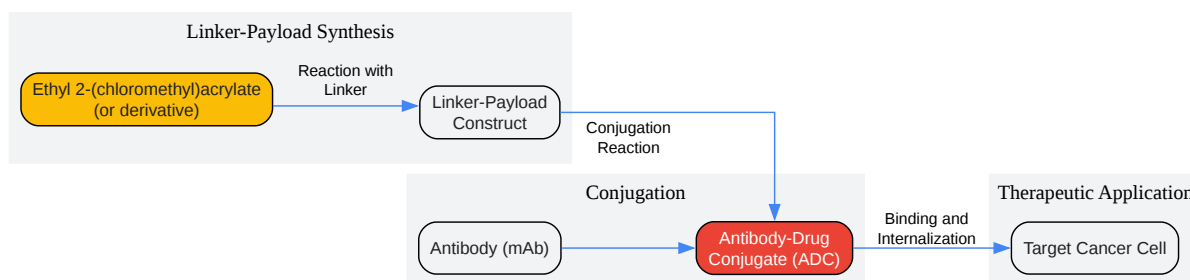 Linker-Payload Synthesis
Ethyl 2-(chloromethyl)acrylate
(or derivative)
Reaction with
Linker
Linker-Payload
Construct
Conjugation
Reaction
Conjugation
Antibody (mAb)
Antibody-Drug
Conjugate (ADC)
Binding and
Internalization
Therapeutic Application
Target Cancer Cell